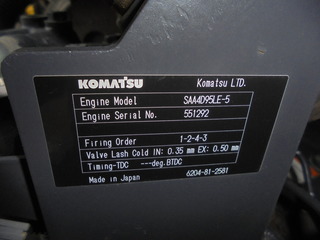 KOMATSU Komatsu LTD.
Engine Model SAA4D95LE-5
Engine Serial No. 551292
Firing Order 1-2-4-3
Valve Lash Cold IN: 0.35 mm EX: 0.50 mm
Timing-TDC ---deg.BTDC
Made in Japan 6204-81-2581